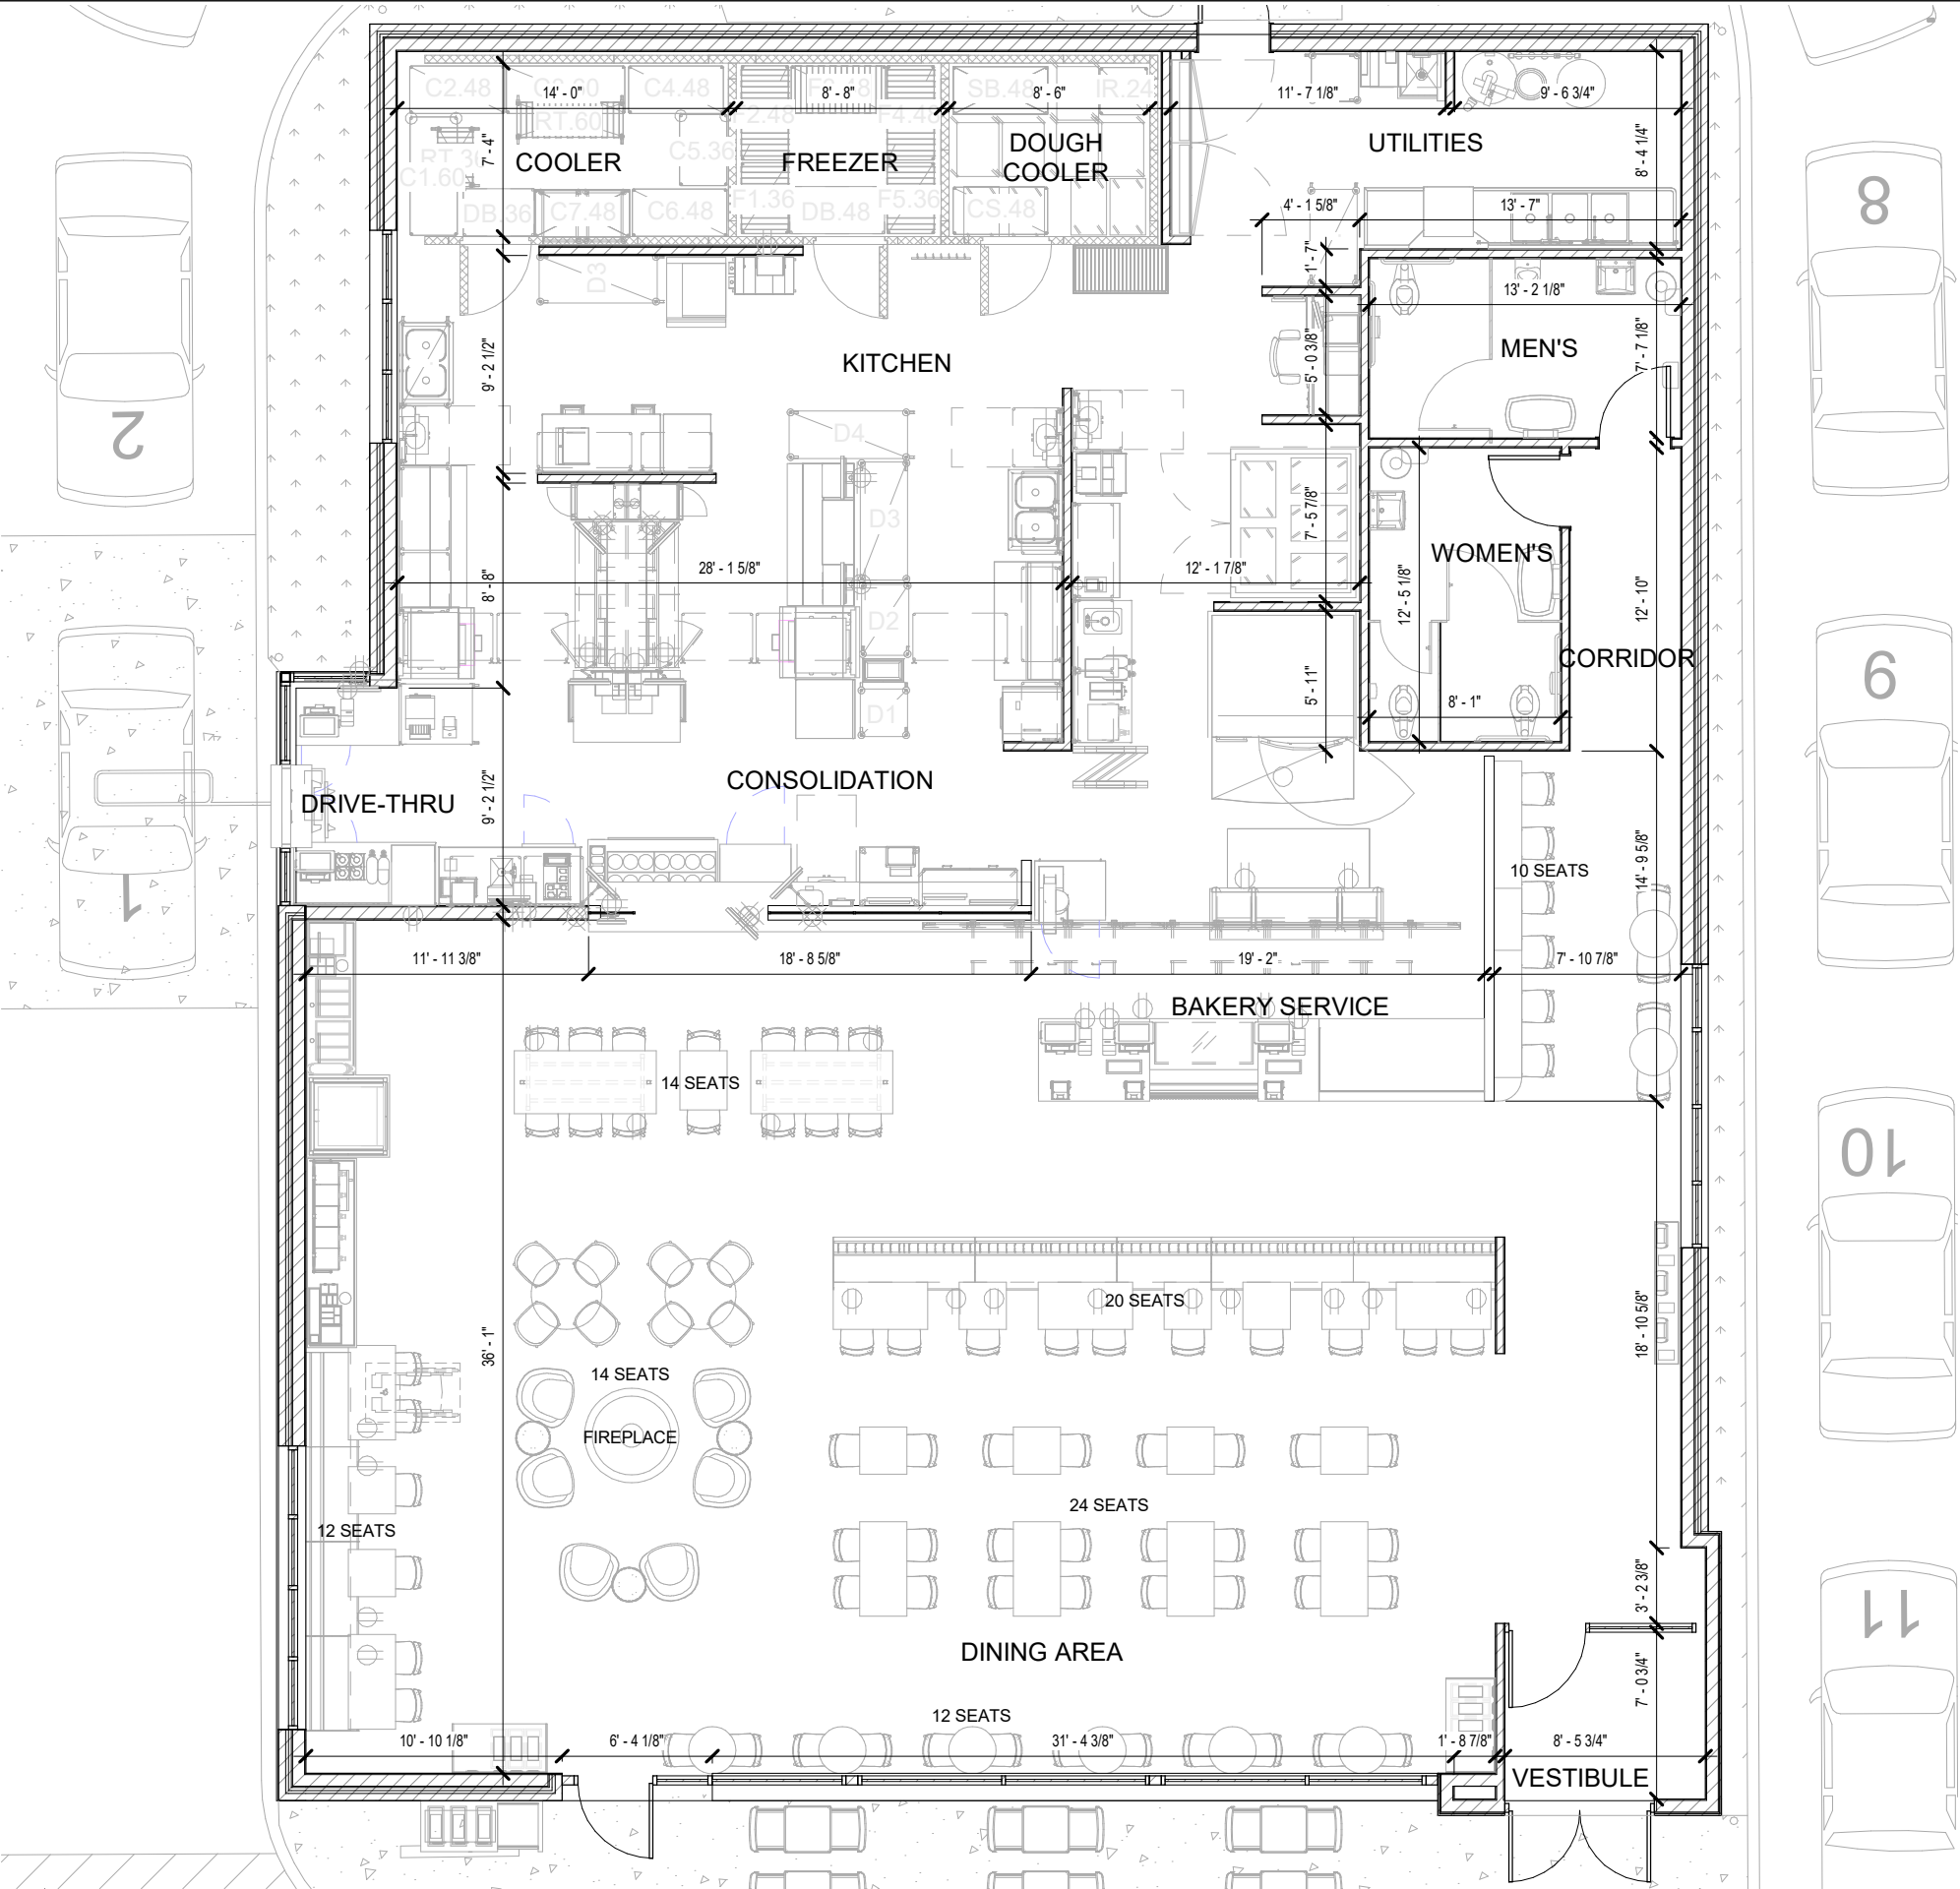 C2.48
C6.60
C4.48
SB.48
IR.24
14' - 0"
8' - 8"
8' - 6"
11' - 7 1/8"
9' - 6 3/4"
RT.60
F2.48
F4.48
7' - 4"
COOLER
C5.36
FREEZER
DOUGH
COOLER
UTILITIES
8' - 4 1/4"
C1.60
DB.36
C7.48
C6.48
F1.36
DB.48
F5.36
CS.48
4' - 1 5/8"
13' - 7"
8
1' - 7"
D3
13' - 2 1/8"
9' - 2 1/2"
KITCHEN
5' - 0 3/8"
MEN'S
7' - 7 1/8"
2
D4
D3
7' - 5 7/8"
WOMEN'S
28' - 1 5/8"
12' - 1 7/8"
8' - 8"
12' - 5 1/8"
12' - 10"
D2
CORRIDOR
9
5' - 11"
8' - 1"
D1
CONSOLIDATION
DRIVE-THRU
9' - 2 1/2"
1
10 SEATS
14' - 9 5/8"
11' - 11 3/8"
18' - 8 5/8"
19' - 2"
7' - 10 7/8"
BAKERY SERVICE
14 SEATS
10
20 SEATS
36' - 1"
18' - 10 5/8"
14 SEATS
FIREPLACE
24 SEATS
12 SEATS
3' - 2 3/8"
11
DINING AREA
7' - 0 3/4"
12 SEATS
10' - 10 1/8"
6' - 4 1/8"
31' - 4 3/8"
1' - 8 7/8"
8' - 5 3/4"
VESTIBULE